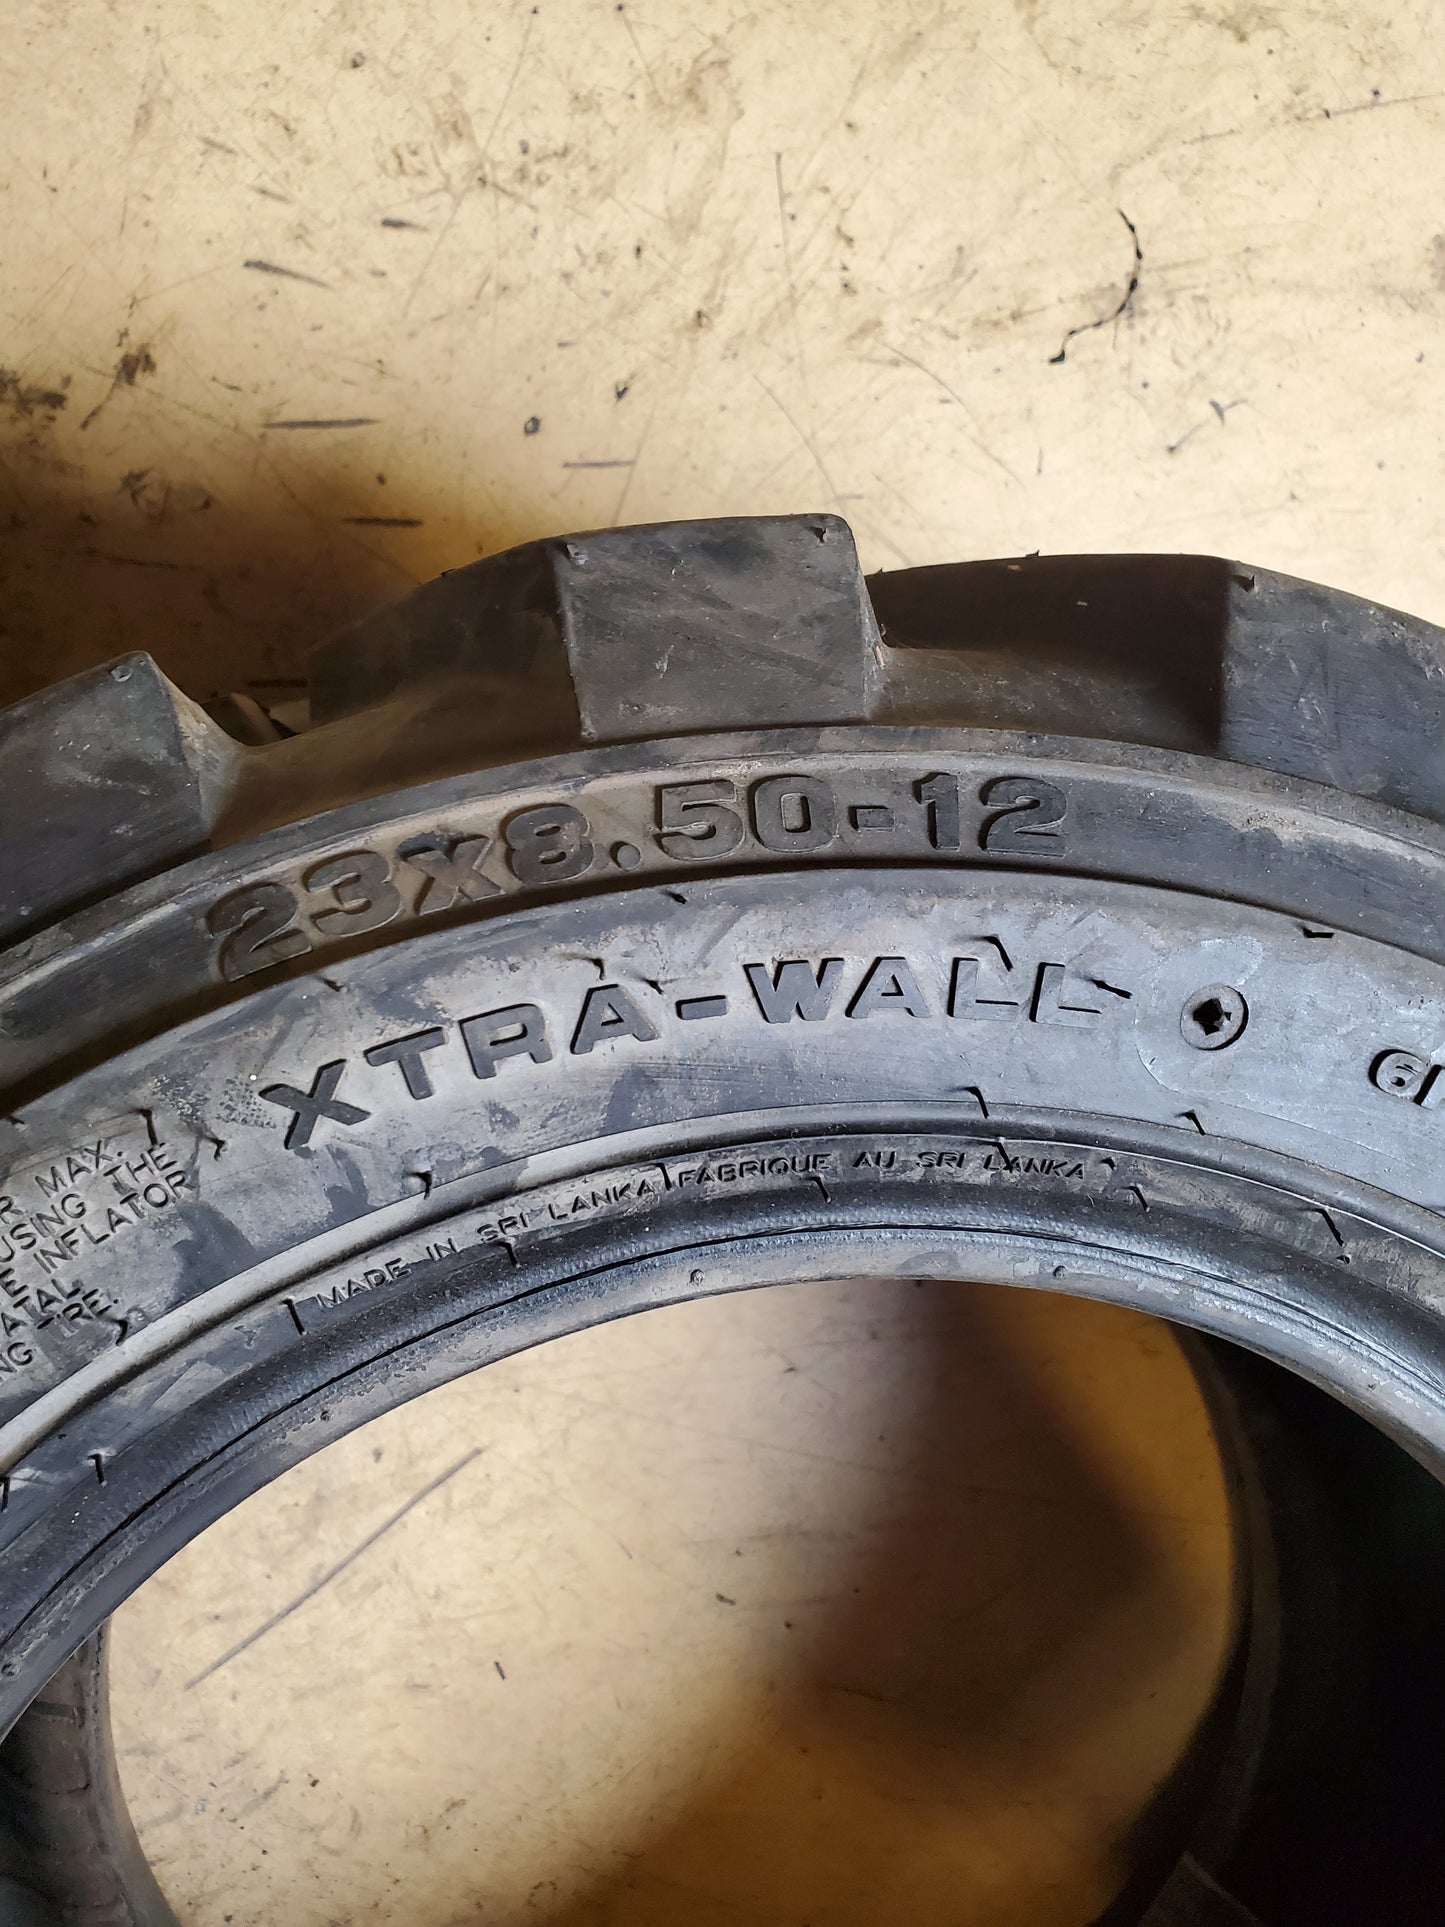 23x8.50-12
XTRA-WALL
MAX.
USING THE
INFLATOR
MADE IN SRI LANKA FABRIQUE AU SRI LANKA